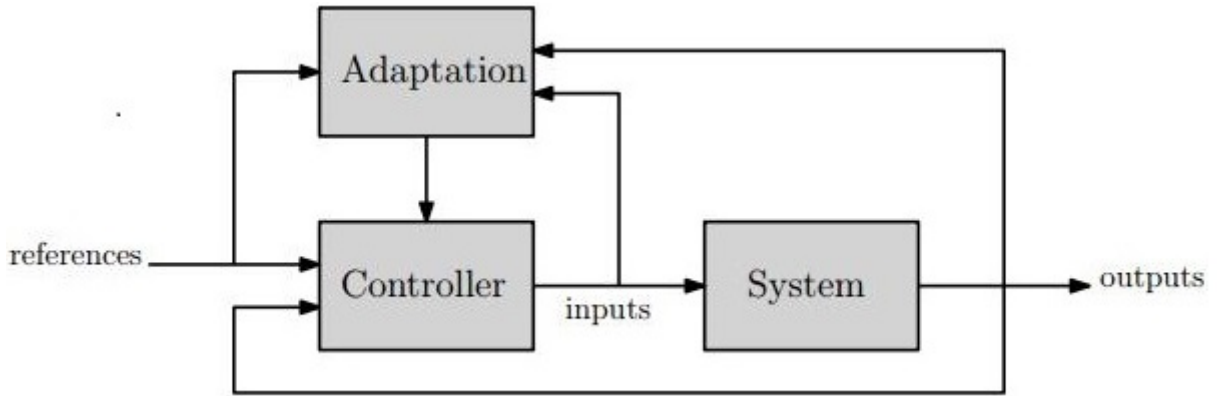 Adaptation
references
Controller
inputs
System
outputs